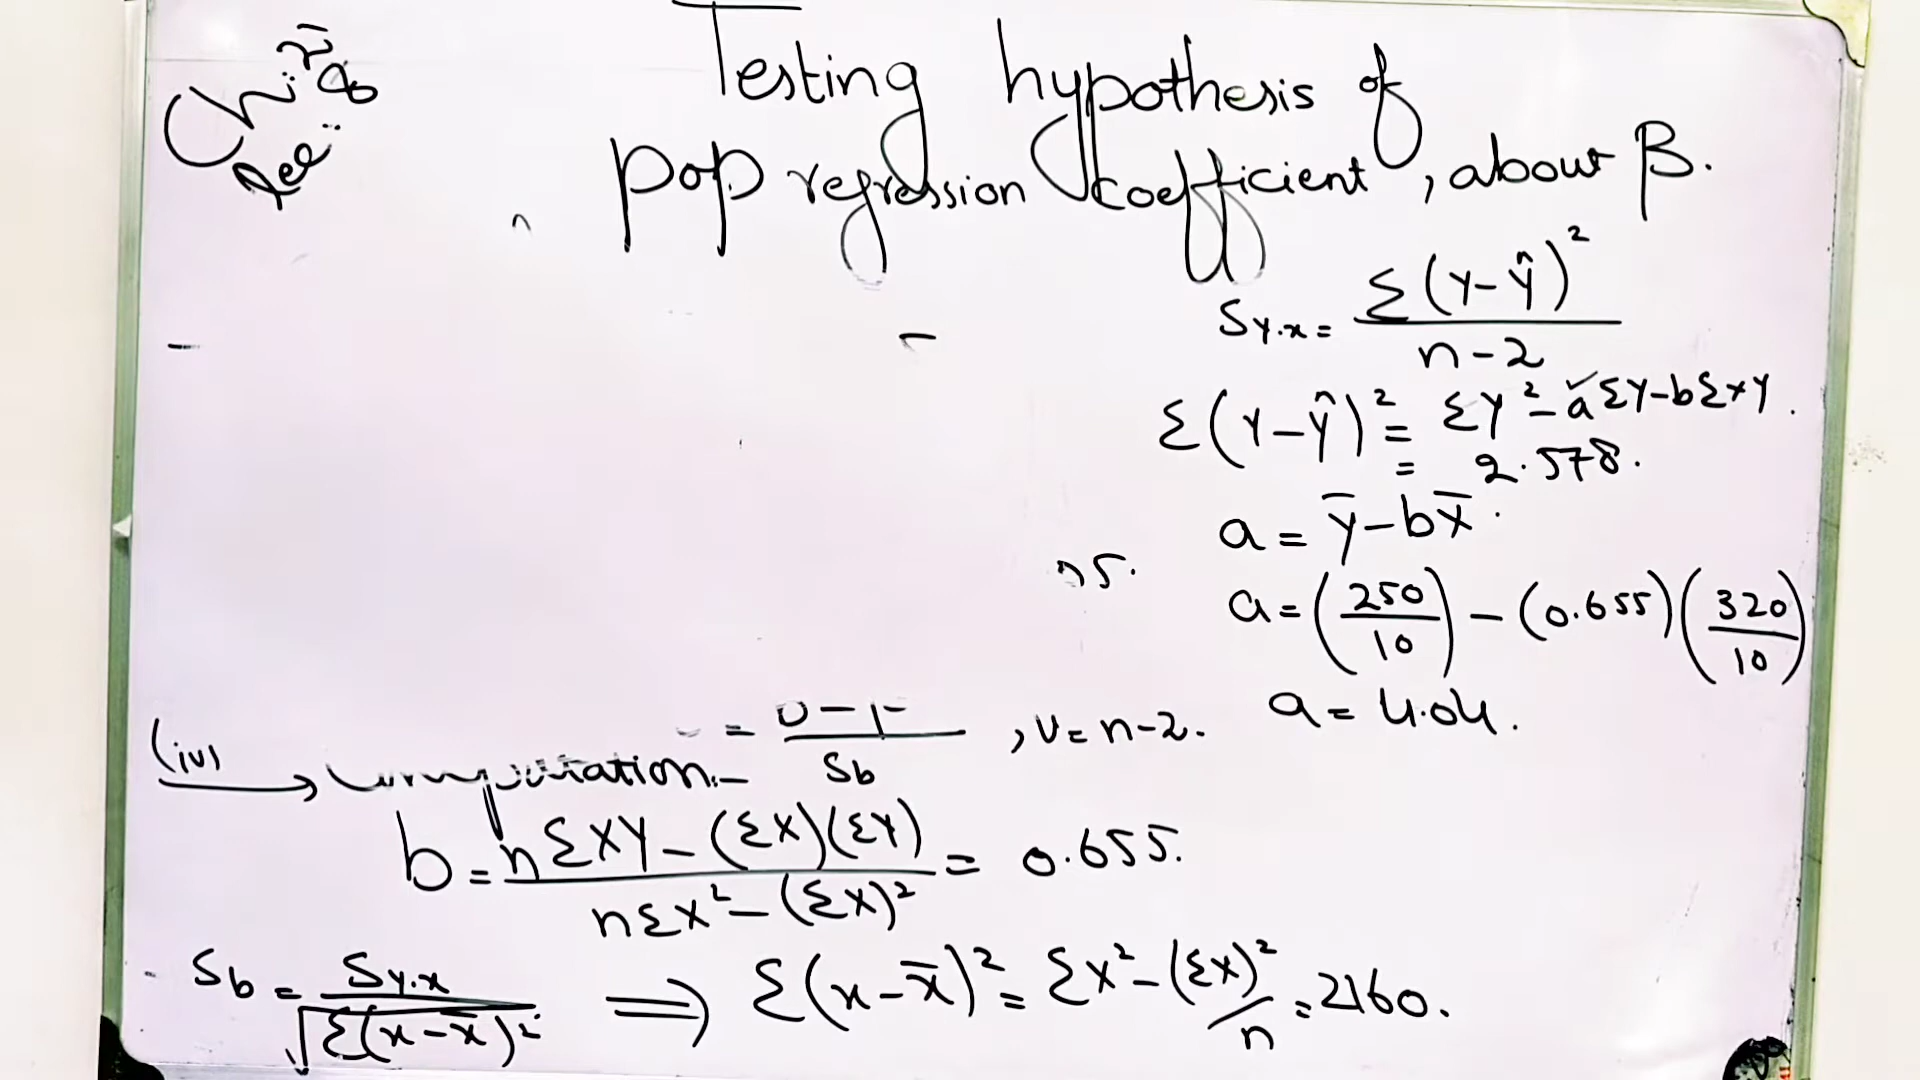 Testing hypothesis of
pop regression coefficient, about β.
Sy.x = Σ(Y-Ŷ)² / n-2
Σ(Y-Ŷ)² = ΣY² - aΣY-bΣXY.
= 2.578.
a = ȳ-bx̄.
a = (250/10) - (0.655)(320/10)
a = 4.04.
(iv) → Computation:-
Sb , ν = n-2.
b = nΣXY - (ΣX)(ΣY) / nΣX² - (ΣX)² = 0.655.
Sb = Sy.x / √Σ(x-x̄)² ⟹ Σ(x-x̄)² = ΣX² - (ΣX)²/n = 2160.